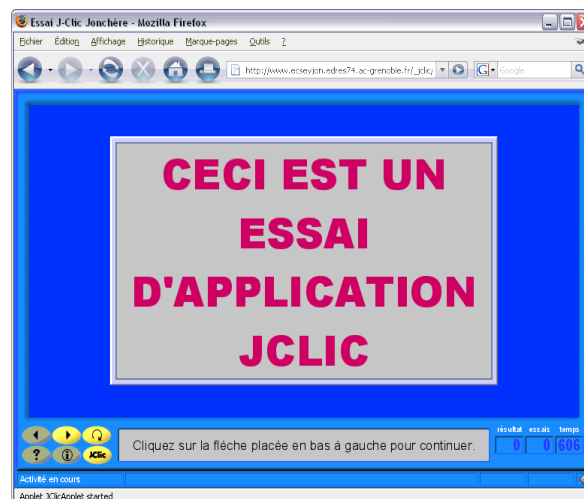 Essai J-Clic Jonchère - Mozilla Firefox
Fichier Édition Affichage Historique Marque-pages Outils ?
http://www.ecseyjon.edres74.ac-grenoble.fr/_jclic/ G Google
CECI EST UN
ESSAI
D'APPLICATION
JCLIC
résultat essais temps
? i JClic Cliquez sur la flèche placée en bas à gauche pour continuer. 0 0 606
Activité en cours
Applet JClicApplet started